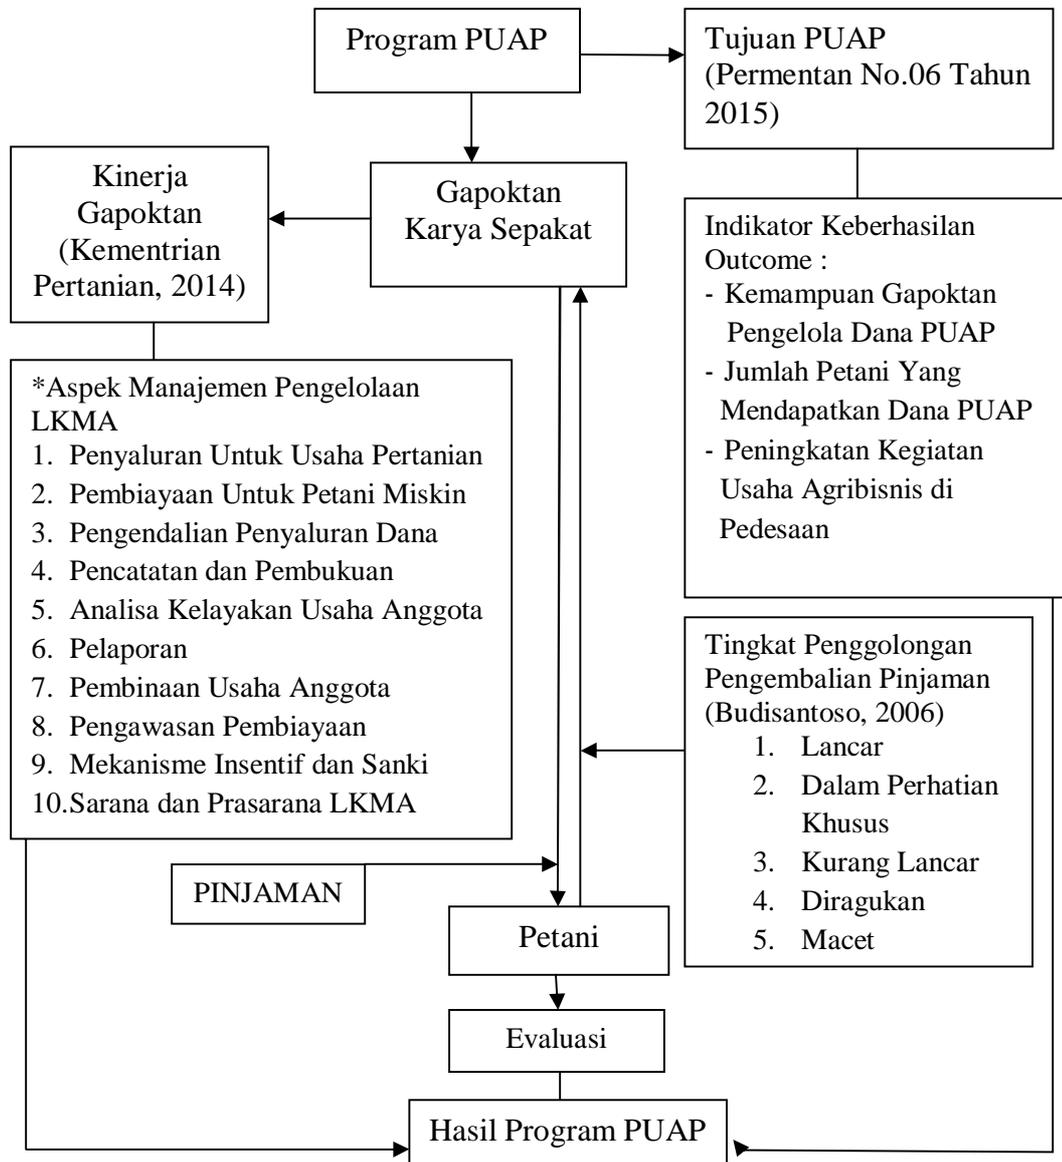 Program PUAP
Tujuan PUAP
(Permentan No.06 Tahun
2015)
Kinerja
Gapoktan
(Kementrian
Pertanian, 2014)
Gapoktan
Karya Sepakat
Indikator Keberhasilan
Outcome :
- Kemampuan Gapoktan
Pengelola Dana PUAP
- Jumlah Petani Yang
Mendapatkan Dana PUAP
- Peningkatan Kegiatan
Usaha Agribisnis di
Pedesaan
*Aspek Manajemen Pengelolaan
LKMA
1. Penyaluran Untuk Usaha Pertanian
2. Pembiayaan Untuk Petani Miskin
3. Pengendalian Penyaluran Dana
4. Pencatatan dan Pembukuan
5. Analisa Kelayakan Usaha Anggota
6. Pelaporan
7. Pembinaan Usaha Anggota
8. Pengawasan Pembiayaan
9. Mekanisme Insentif dan Sanki
10.Sarana dan Prasarana LKMA
Tingkat Penggolongan
Pengembalian Pinjaman
(Budisantoso, 2006)
1. Lancar
2. Dalam Perhatian
Khusus
3. Kurang Lancar
4. Diragukan
5. Macet
PINJAMAN
Petani
Evaluasi
Hasil Program PUAP